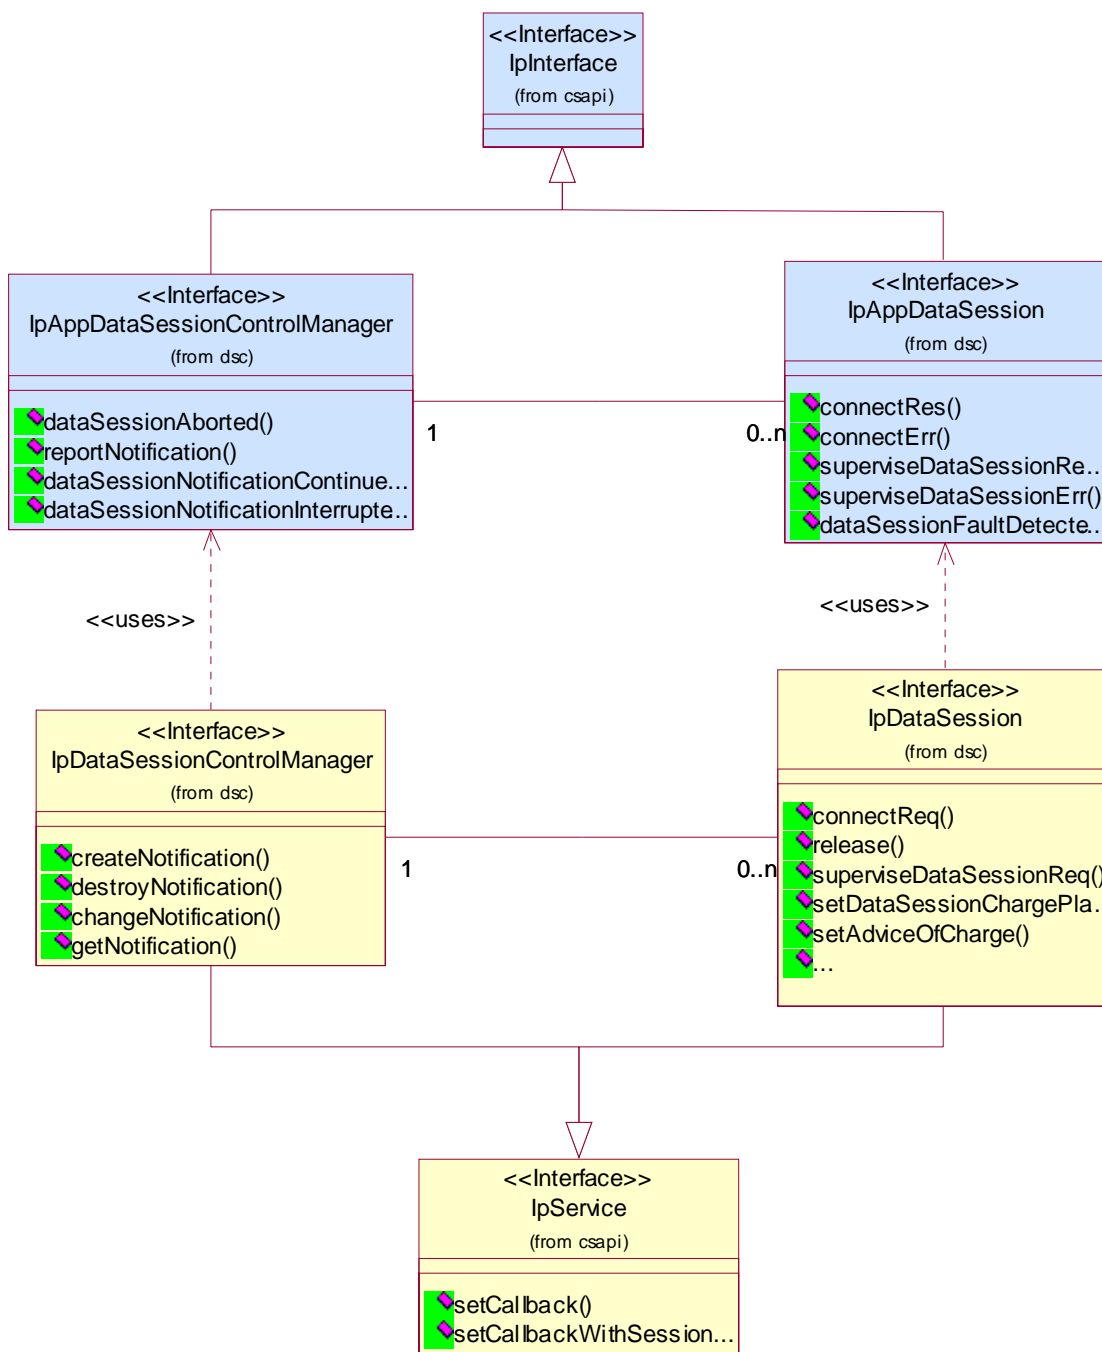 <<Interface>>
IpInterface
(from csapi)
<<Interface>>
IpAppDataSessionControlManager
(from dsc)
dataSessionAborted()
reportNotification()
dataSessionNotificationContinue...
dataSessionNotificationInterrupte...
<<Interface>>
IpAppDataSession
(from dsc)
connectRes()
connectErr()
superviseDataSessionRe...
superviseDataSessionErr()
dataSessionFaultDetecte...
1
0..n
<<uses>>
<<uses>>
<<Interface>>
IpDataSessionControlManager
(from dsc)
createNotification()
destroyNotification()
changeNotification()
getNotification()
<<Interface>>
IpDataSession
(from dsc)
connectReq()
release()
superviseDataSessionReq()
setDataSessionChargePla...
setAdviceOfCharge()
...
1
0..n
<<Interface>>
IpService
(from csapi)
setCallback()
setCallbackWithSession...